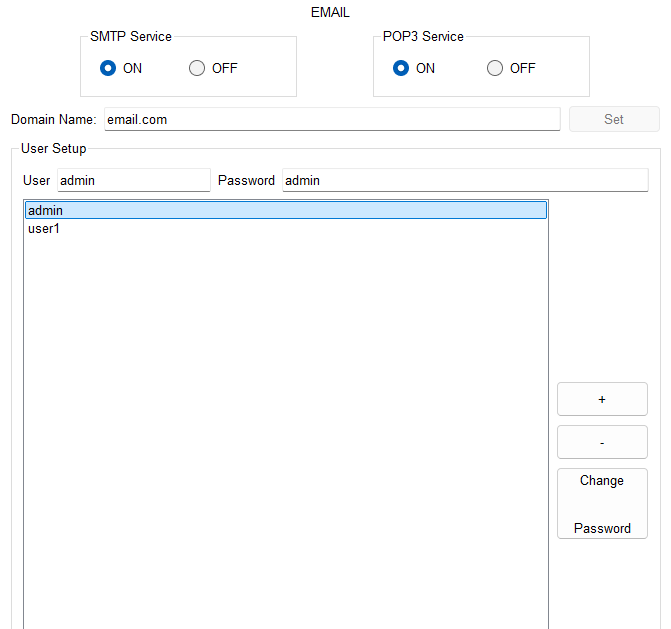 EMAIL
SMTP Service
POP3 Service
ON
OFF
ON
OFF
Domain Name: email.com
Set
User Setup
User admin Password admin
admin
user1
+
-
Change
Password